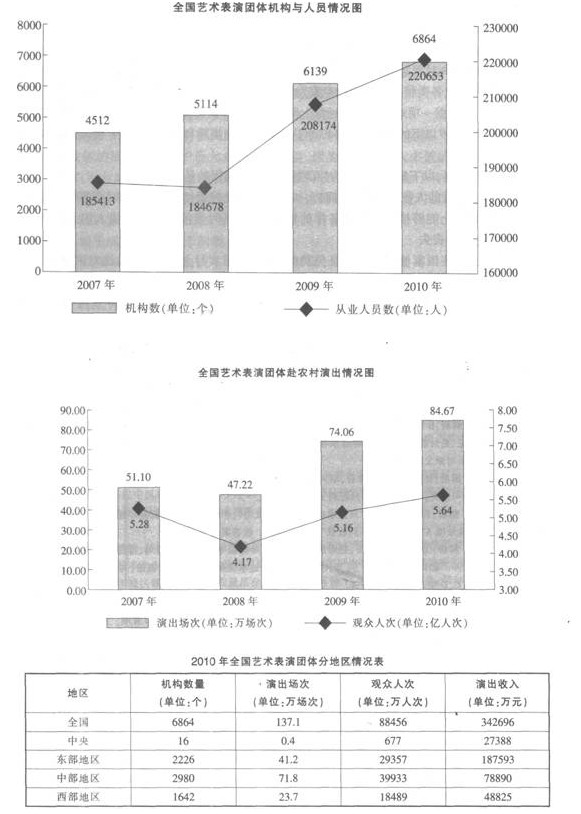 全国艺术表演团体机构与人员情况图
8000 230000
7000 220000
6000 210000
5000 200000
4000 190000
3000 180000
2000
1000 170000
0 160000
4512 5114 6139 6864
185413 184678 208174 220653
2007年 2008年 2009年 2010年
机构数(单位:个) 从业人员数(单位:人)
全国艺术表演团体赴农村演出情况图
90.00 8.00
80.00 7.50
70.00 7.00
60.00 6.50
50.00 6.00
40.00 5.50
30.00 5.00
20.00 4.50
10.00 4.00
0.00 3.50
3.00
51.10 47.22 74.06 84.67
5.28 4.17 5.16 5.64
2007年 2008年 2009年 2010年
演出场次(单位:万场次) 观众人次(单位:亿人次)
2010年全国艺术表演团体分地区情况表
地区 机构数量(单位:个) 演出场次(单位:万场次) 观众人次(单位:万人次) 演出收入(单位:万元)
全国 6864 137.1 88456 342696
中央 16 0.4 677 27388
东部地区 2226 41.2 29357 187593
中部地区 2980 71.8 39933 78890
西部地区 1642 23.7 18489 48825